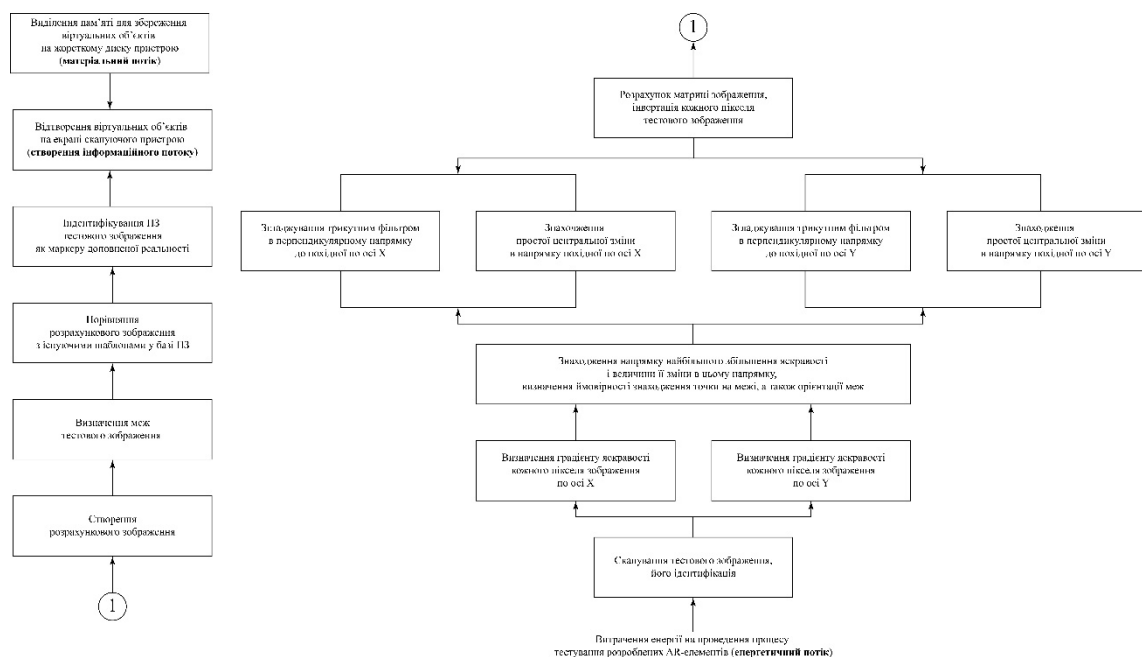 Виділення пам’яті для збереження
віртуальних об’єктів
на жорсткому диску пристрою
(матеріальний потік)
Відтворення віртуальних об’єктів
на екрані скануючого пристрою
(створення інформаційного потоку)
Індентифікування ПЗ
тестового зображення
як маркеру доповненої реальності
Порівняння
розрахункового зображення
з існуючими шаблонами у базі ПЗ
Визначення меж
тестового зображення
Створення
розрахункового зображення
1
1
Розрахунок матриці зображення,
інвертація кожного пікселя
тестового зображення
Згладжування трикутним фільтром
в перпендикулярному напрямку
до похідної по осі X
Знаходження
простої центральної зміни
в напрямку похідної по осі X
Згладжування трикутним фільтром
в перпендикулярному напрямку
до похідної по осі Y
Знаходження
простої центральної зміни
в напрямку похідної по осі Y
Знаходження напрямку найбільшого збільшення яскравості
і величини її зміни в цьому напрямку,
визначення ймовірності знаходження точки на межі, а також орієнтації меж
Визначення градієнту яскравості
кожного пікселя зображення
по осі X
Визначення градієнту яскравості
кожного пікселя зображення
по осі Y
Сканування тестового зображення,
його ідентифікація
Витрачення енергії на проведення процесу
тестування розроблених AR-елементів (енергетичний потік)